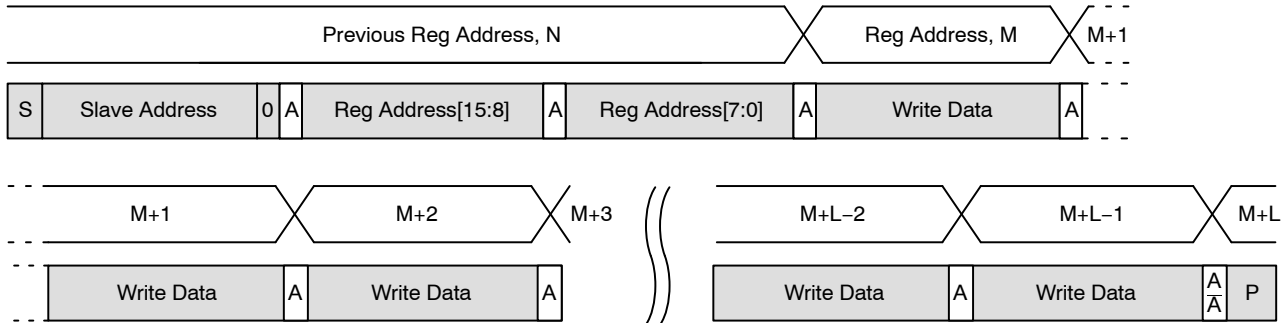 Previous Reg Address, N Reg Address, M M+1
S Slave Address 0 A Reg Address[15:8] A Reg Address[7:0] A Write Data A
M+1 M+2 M+3 M+L−2 M+L−1 M+L
Write Data A Write Data A Write Data A Write Data A A̅ P